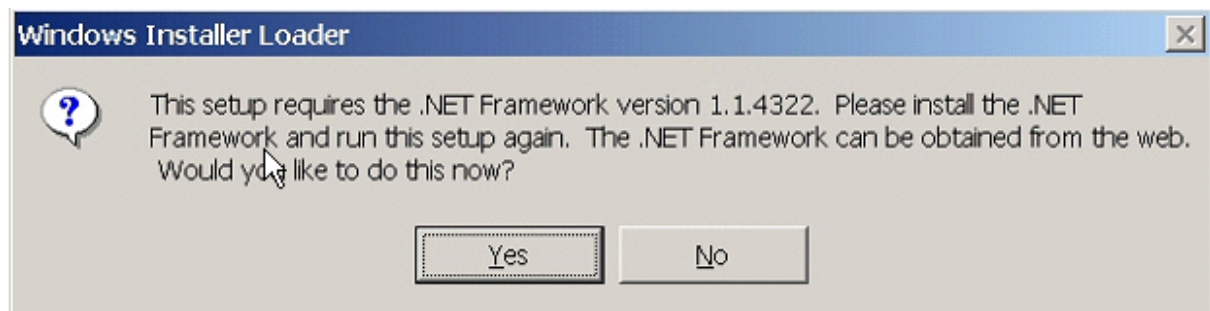 Windows Installer Loader
This setup requires the .NET Framework version 1.1.4322.  Please install the .NET
Framework and run this setup again.  The .NET Framework can be obtained from the web.
Would you like to do this now?
Yes
No